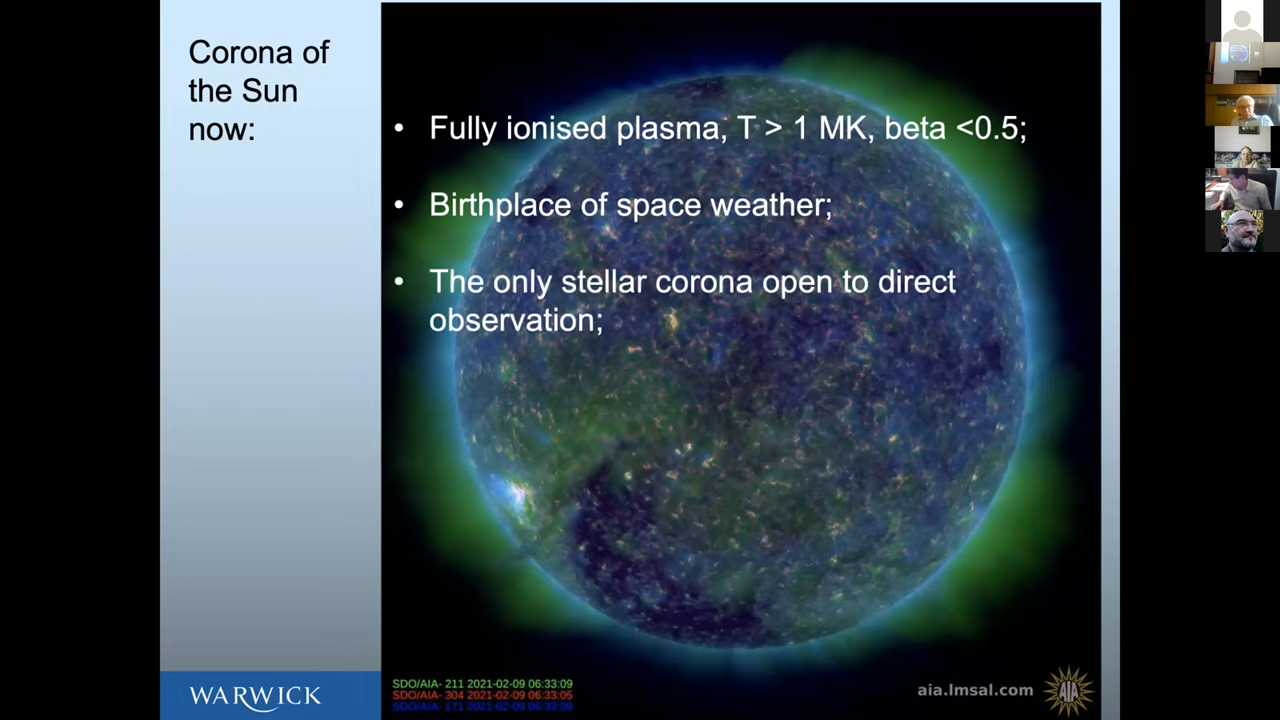 Corona of
the Sun
now:
• Fully ionised plasma, T > 1 MK, beta <0.5;
• Birthplace of space weather;
• The only stellar corona open to direct
observation;
WARWICK
SDO/AIA- 211 2021-02-09 06:33:09
SDO/AIA- 304 2021-02-09 06:33:05
SDO/AIA- 171 2021-02-09 06:33:09
aia.lmsal.com
AIA